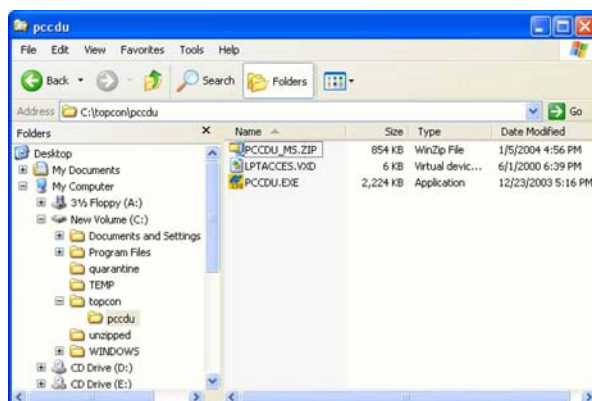 pccdu
File Edit View Favorites Tools Help
Back Search Folders
Address C:\topcon\pccdu Go
Folders
Name Size Type Date Modified
Desktop
My Documents
My Computer
3½ Floppy (A:)
New Volume (C:)
Documents and Settings
Program Files
quarantine
TEMP
topcon
pccdu
unzipped
WINDOWS
CD Drive (D:)
CD Drive (E:)
PCCDU_MS.ZIP 854 KB WinZip File 1/5/2004 4:56 PM
LPTACCES.VXD 6 KB Virtual devic... 6/1/2000 6:39 PM
PCCDU.EXE 2,224 KB Application 12/23/2003 5:16 PM